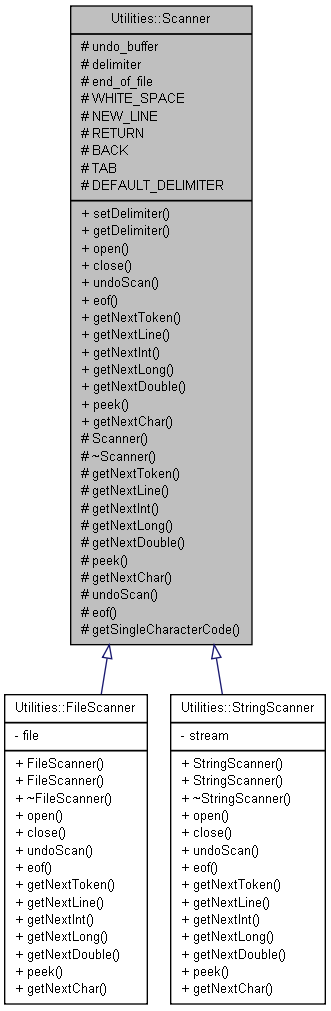 Utilities::Scanner
# undo_buffer
# delimiter
# end_of_file
# WHITE_SPACE
# NEW_LINE
# RETURN
# BACK
# TAB
# DEFAULT_DELIMITER
+ setDelimiter()
+ getDelimiter()
+ open()
+ close()
+ undoScan()
+ eof()
+ getNextToken()
+ getNextLine()
+ getNextInt()
+ getNextLong()
+ getNextDouble()
+ peek()
+ getNextChar()
# Scanner()
# ~Scanner()
# getNextToken()
# getNextLine()
# getNextInt()
# getNextLong()
# getNextDouble()
# peek()
# getNextChar()
# undoScan()
# eof()
# getSingleCharacterCode()
Utilities::FileScanner
- file
+ FileScanner()
+ FileScanner()
+ ~FileScanner()
+ open()
+ close()
+ undoScan()
+ eof()
+ getNextToken()
+ getNextLine()
+ getNextInt()
+ getNextLong()
+ getNextDouble()
+ peek()
+ getNextChar()
Utilities::StringScanner
- stream
+ StringScanner()
+ StringScanner()
+ ~StringScanner()
+ open()
+ close()
+ undoScan()
+ eof()
+ getNextToken()
+ getNextLine()
+ getNextInt()
+ getNextLong()
+ getNextDouble()
+ peek()
+ getNextChar()